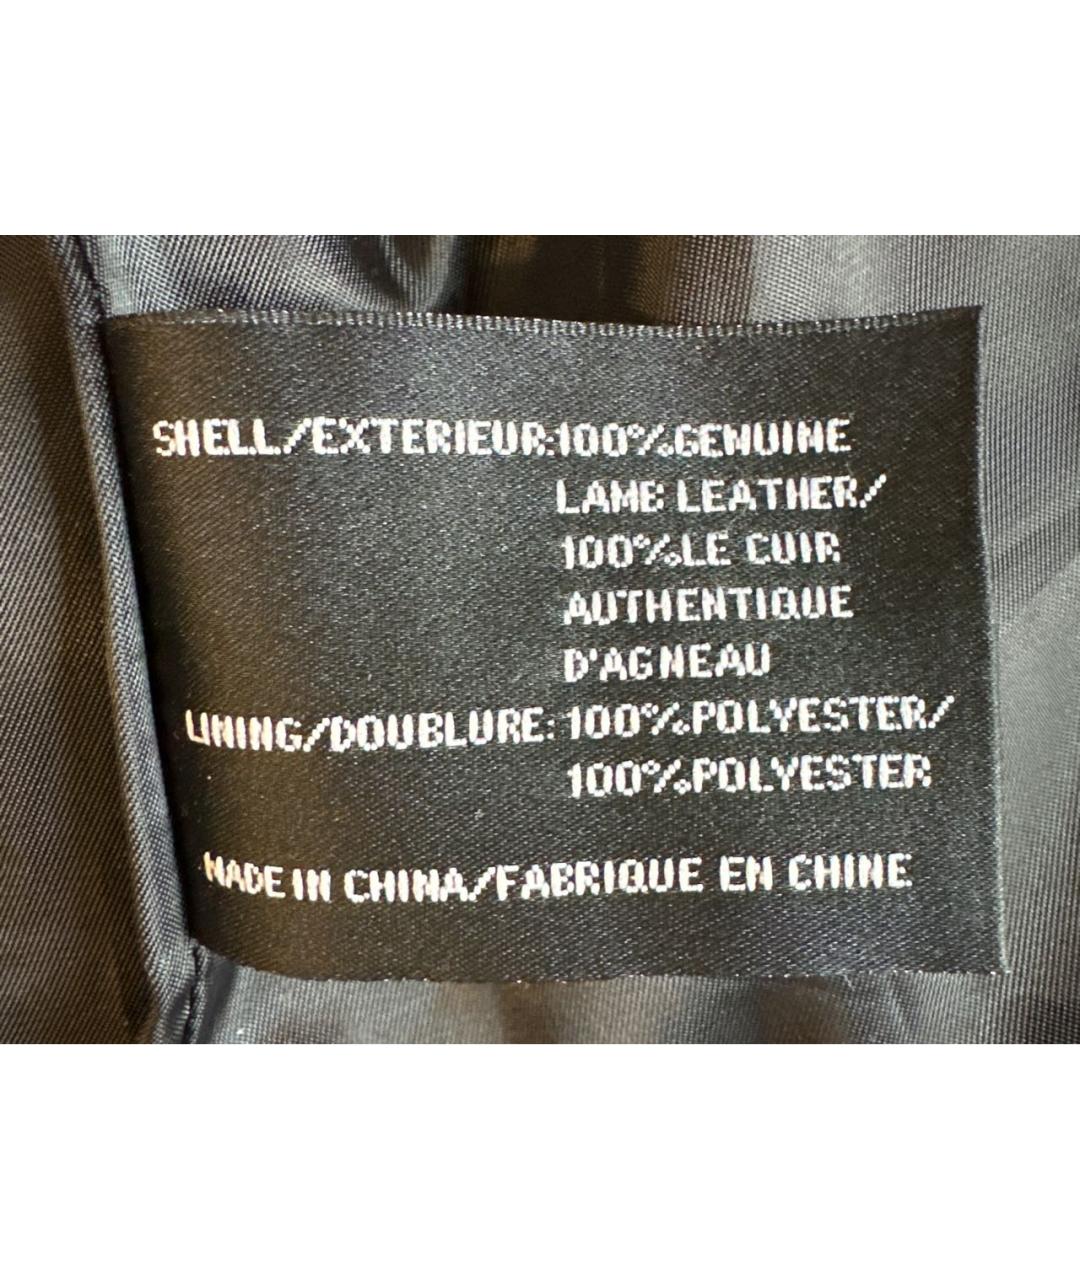 SHELL/EXTERIEUR:100%GENUINE
LAMB LEATHER/
100%LE CUIR
AUTHENTIQUE
D'AGNEAU
LINING/DOUBLURE:100%POLYESTER/
100%POLYESTER
MADE IN CHINA/FABRIQUE EN CHINE